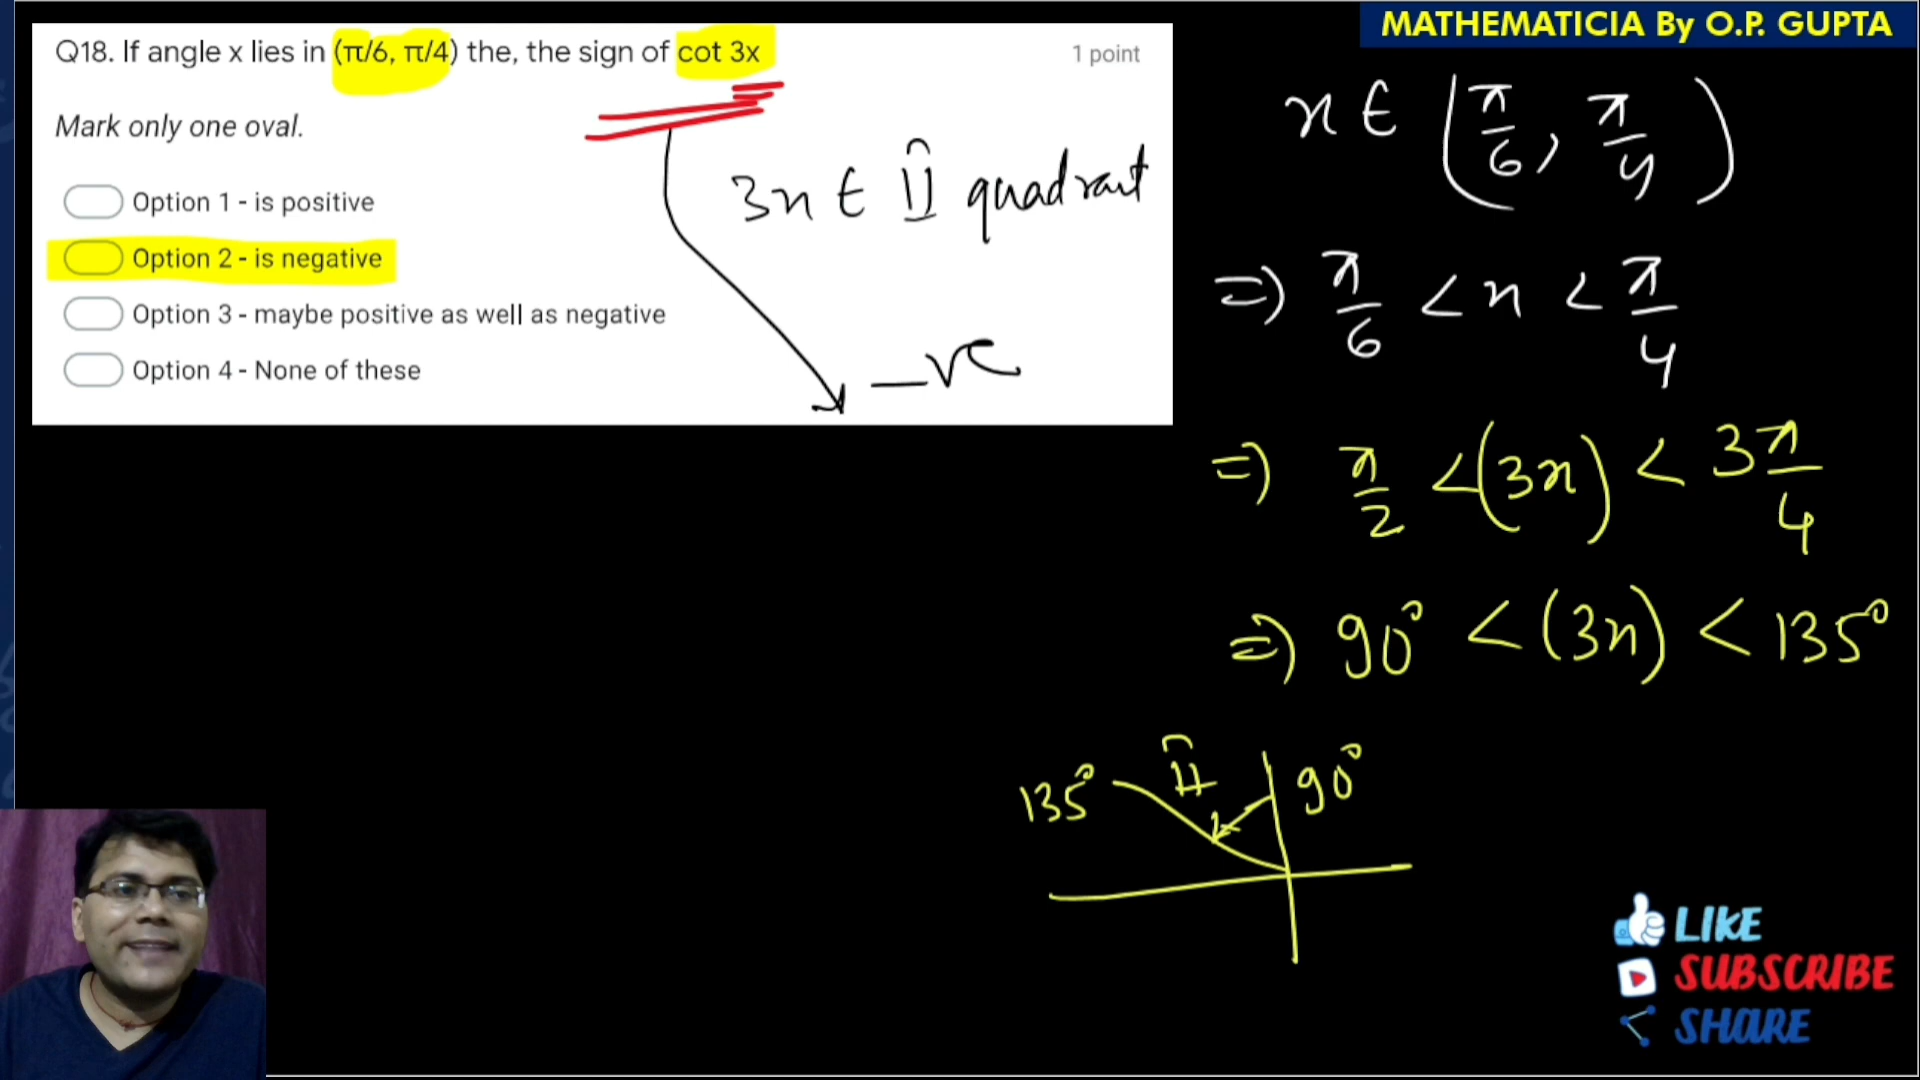 MATHEMATICIA By O.P. GUPTA
Q18. If angle x lies in (π/6, π/4) the, the sign of cot 3x
1 point
Mark only one oval.
Option 1 - is positive
Option 2 - is negative
Option 3 - maybe positive as well as negative
Option 4 - None of these
3x ∈ II quadrant
-ve
x ∈ (π/6, π/4)
⇒ π/6 < x < π/4
⇒ π/2 < (3x) < 3π/4
⇒ 90° < (3x) < 135°
135° II 90°
LIKE
SUBSCRIBE
SHARE